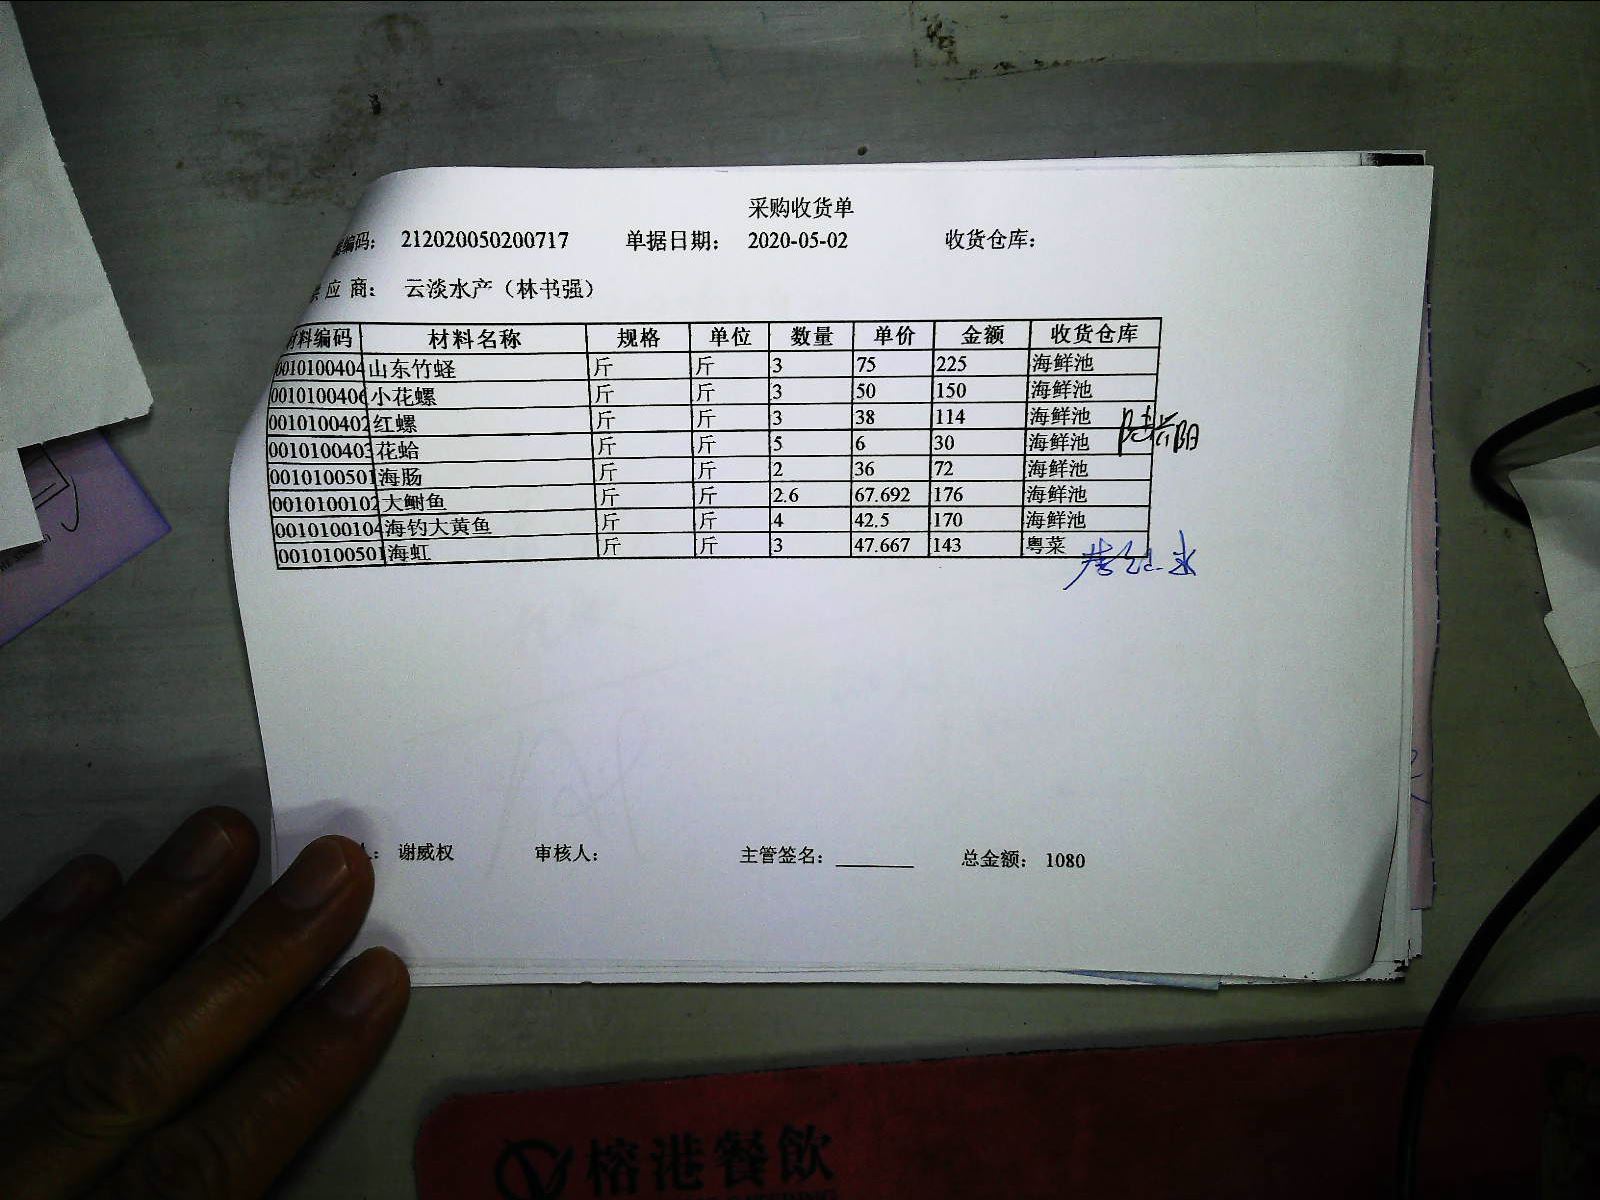 采购收货单
编码： 212020050200717 单据日期： 2020-05-02 收货仓库：
应 商： 云淡水产（林书强）
材料编码 材料名称 规格 单位 数量 单价 金额 收货仓库
0010100404 山东竹蛏 斤 斤 3 75 225 海鲜池
0010100406 小花螺 斤 斤 3 50 150 海鲜池
0010100402 红螺 斤 斤 3 38 114 海鲜池
0010100403 花蛤 斤 斤 5 6 30 海鲜池
0010100501 海肠 斤 斤 2 36 72 海鲜池
0010100102 大鲥鱼 斤 斤 2.6 67.692 176 海鲜池
0010100104 海钓大黄鱼 斤 斤 4 42.5 170 海鲜池
0010100501 海虹 斤 斤 3 47.667 143 粤菜
人： 谢威权 审核人： 主管签名： 总金额： 1080
榕港餐飲